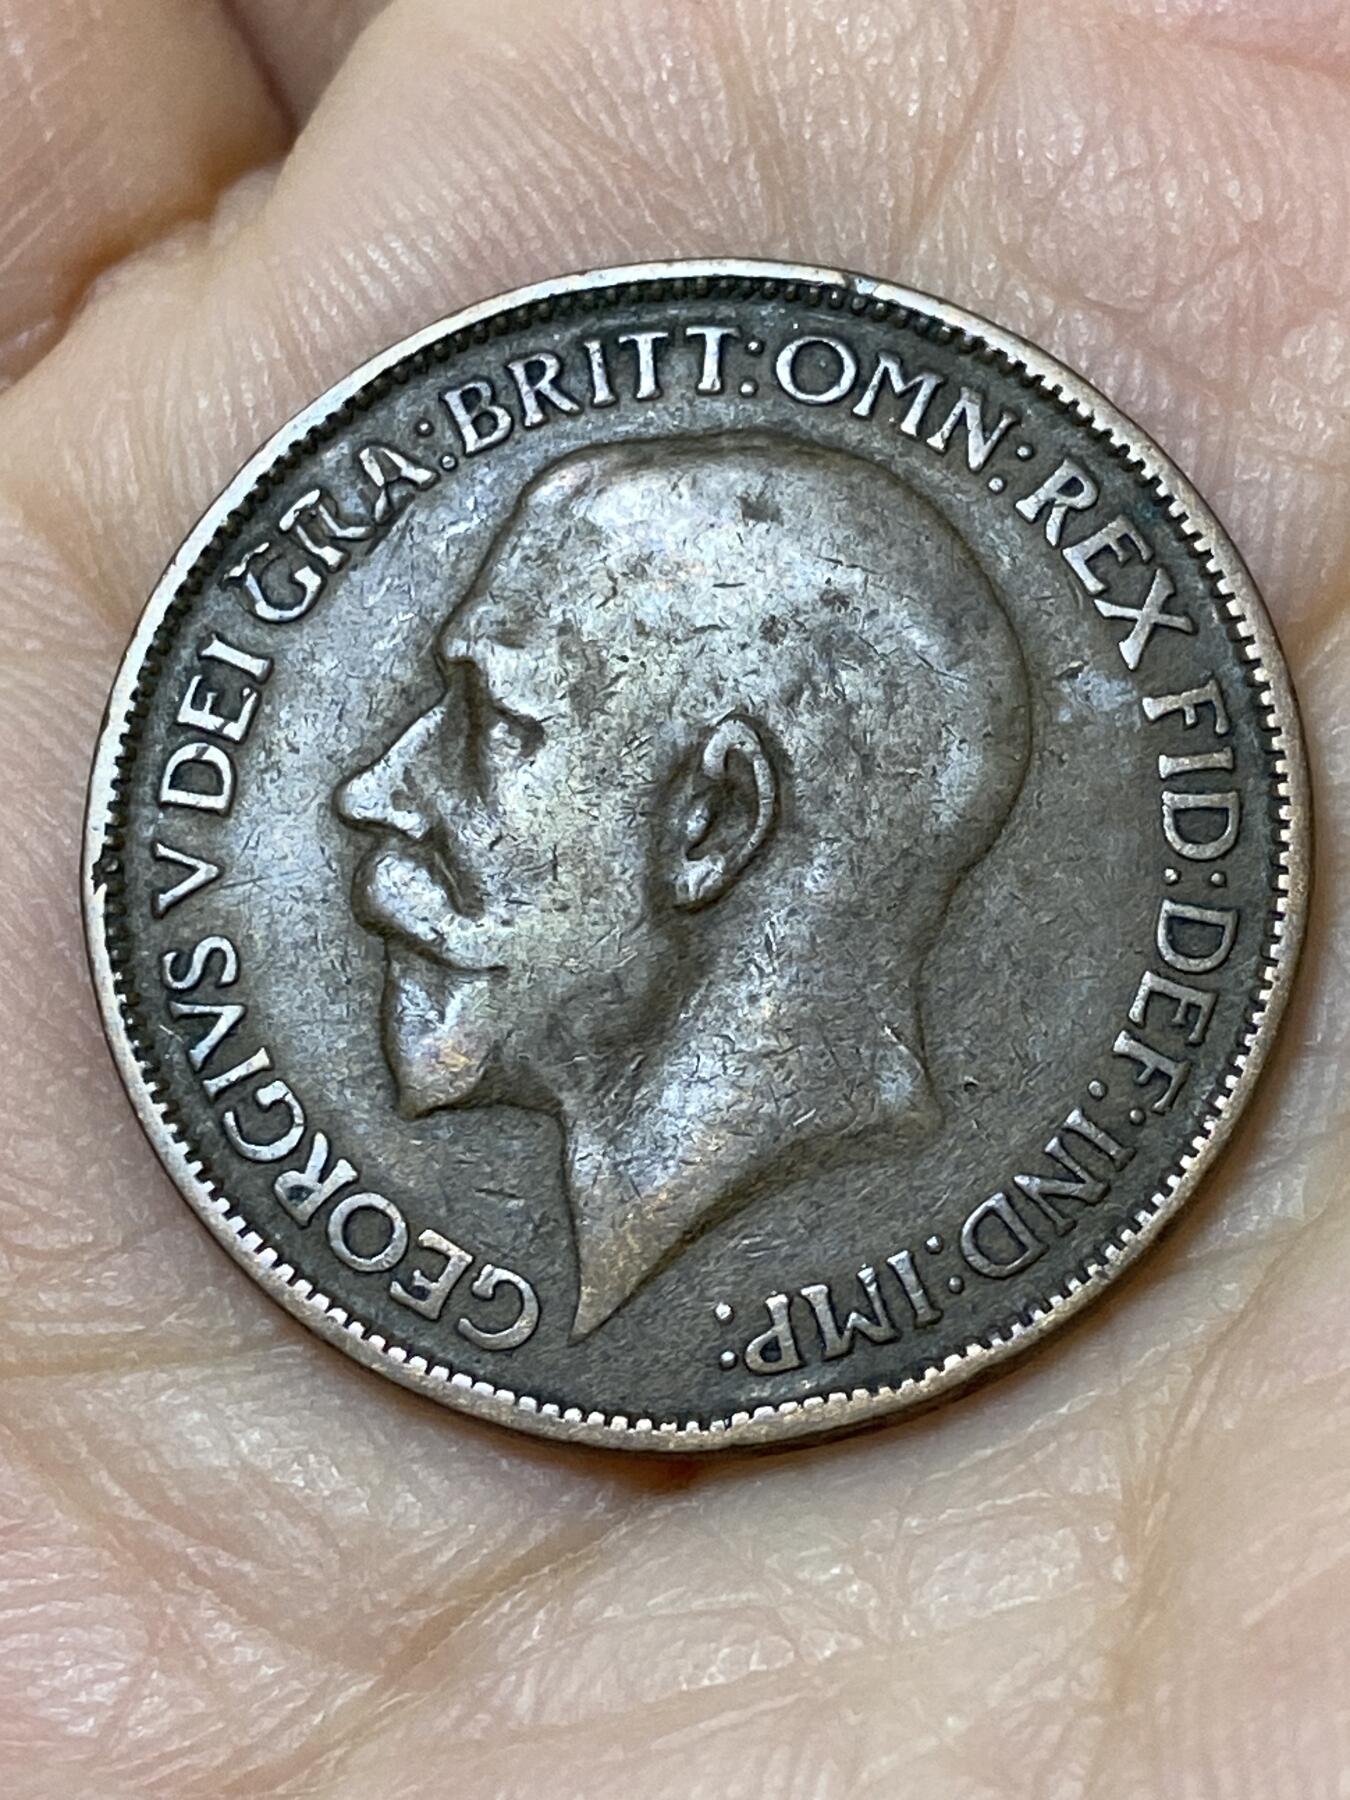 GEORGIVS V DEI GRA: BRITT: OMN: REX FID: DEF: IND: IMP: